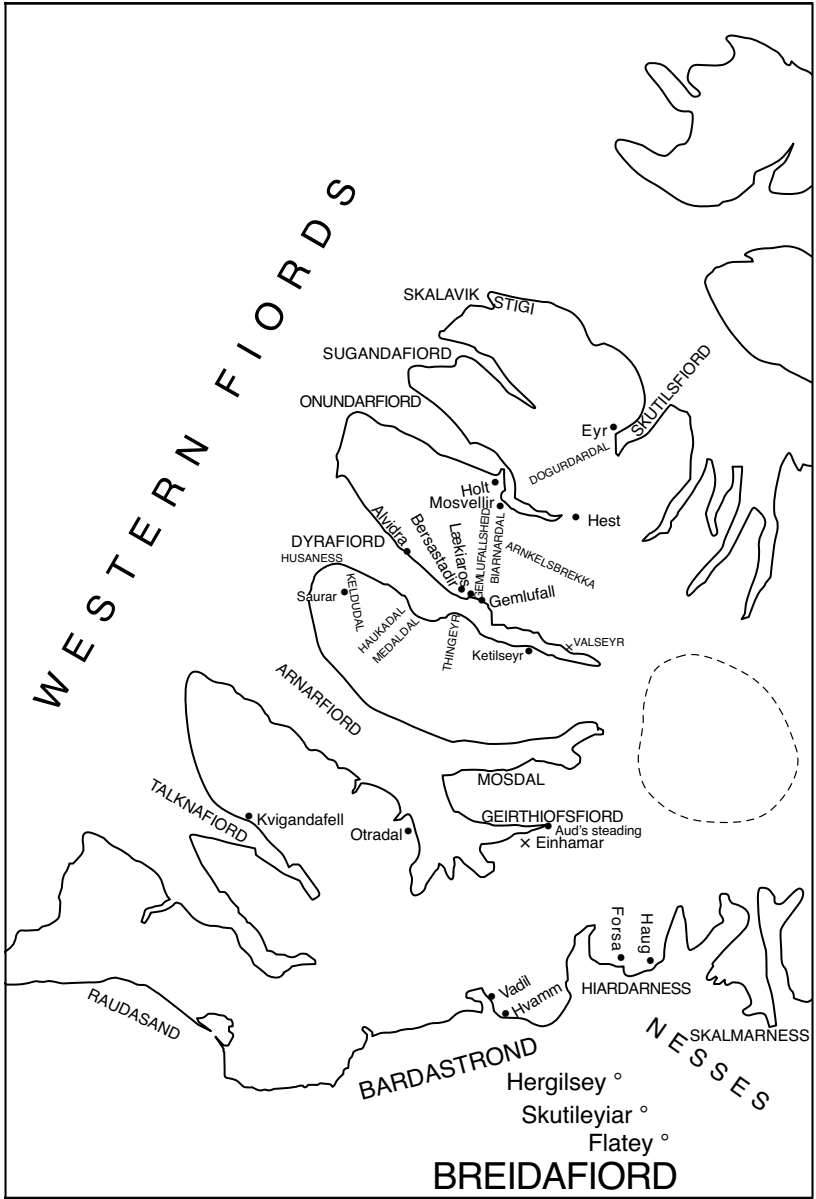 WESTERN FIORDS
SKALAVIK
STIGI
SUGANDAFIORD
SKUTILSFIORD
ONUNDARFIORD
Eyr
DOGURDARDAL
Holt
Mosvellir
Hest
Alvidra
Bersastadir
Lækiaros
GEMLUFALLSHEIDI
BIARNARDAL
ARNKELSBREKKA
DYRAFIORD
HUSANESS
Gemlufall
Saurar
KELDUDAL
HAUKADAL
MEDALDAL
THINGEYR
Ketilseyr
VALSEYR
ARNARFIORD
MOSDAL
TALKNAFIORD
Kvigandafell
GEIRTHIOFSFIORD
Otradal
Aud's steading
Einhamar
Forsa
Haug
RAUDASAND
Vadil
Hvamm
HIARDARNESS
SKALMARNESS
NESSES
BARDASTROND
Hergilsey
Skutileyiar
Flatey
BREIDAFIORD